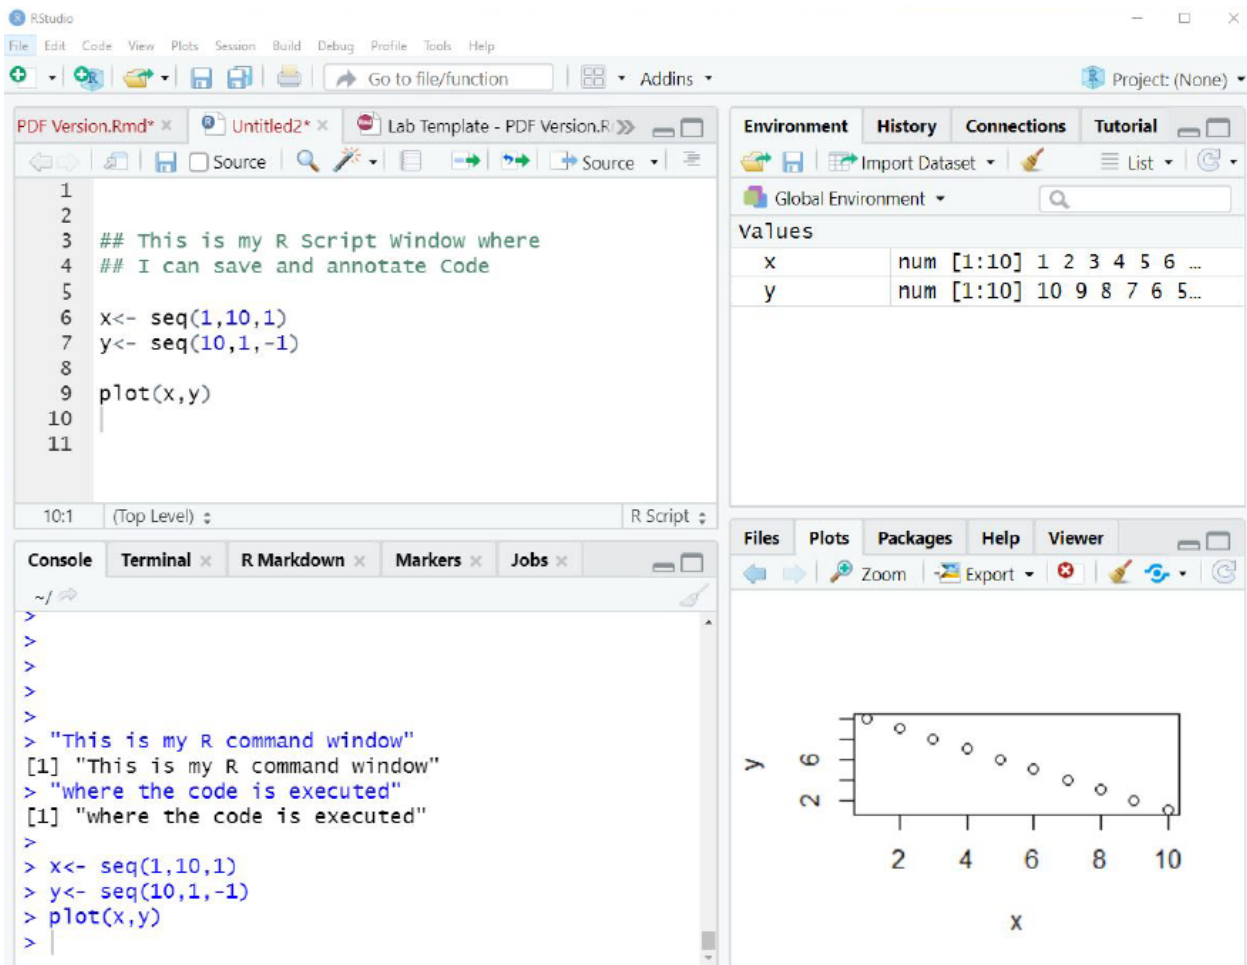 RStudio
File Edit Code View Plots Session Build Debug Profile Tools Help
Go to file/function Addins Project: (None)
PDF Version.Rmd* Untitled2* Lab Template - PDF Version.R
Source Source
1
2
3 ## This is my R Script Window where
4 ## I can save and annotate Code
5
6 x<- seq(1,10,1)
7 y<- seq(10,1,-1)
8
9 plot(x,y)
10
11
10:1 (Top Level) R Script
Console Terminal R Markdown Markers Jobs
~/
>
>
>
>
>
> "This is my R command window"
[1] "This is my R command window"
> "where the code is executed"
[1] "where the code is executed"
>
> x<- seq(1,10,1)
> y<- seq(10,1,-1)
> plot(x,y)
>
Environment History Connections Tutorial
Import Dataset List
Global Environment
Values
x num [1:10] 1 2 3 4 5 6 …
y num [1:10] 10 9 8 7 6 5…
Files Plots Packages Help Viewer
Zoom Export
y
6
2
2 4 6 8 10
x